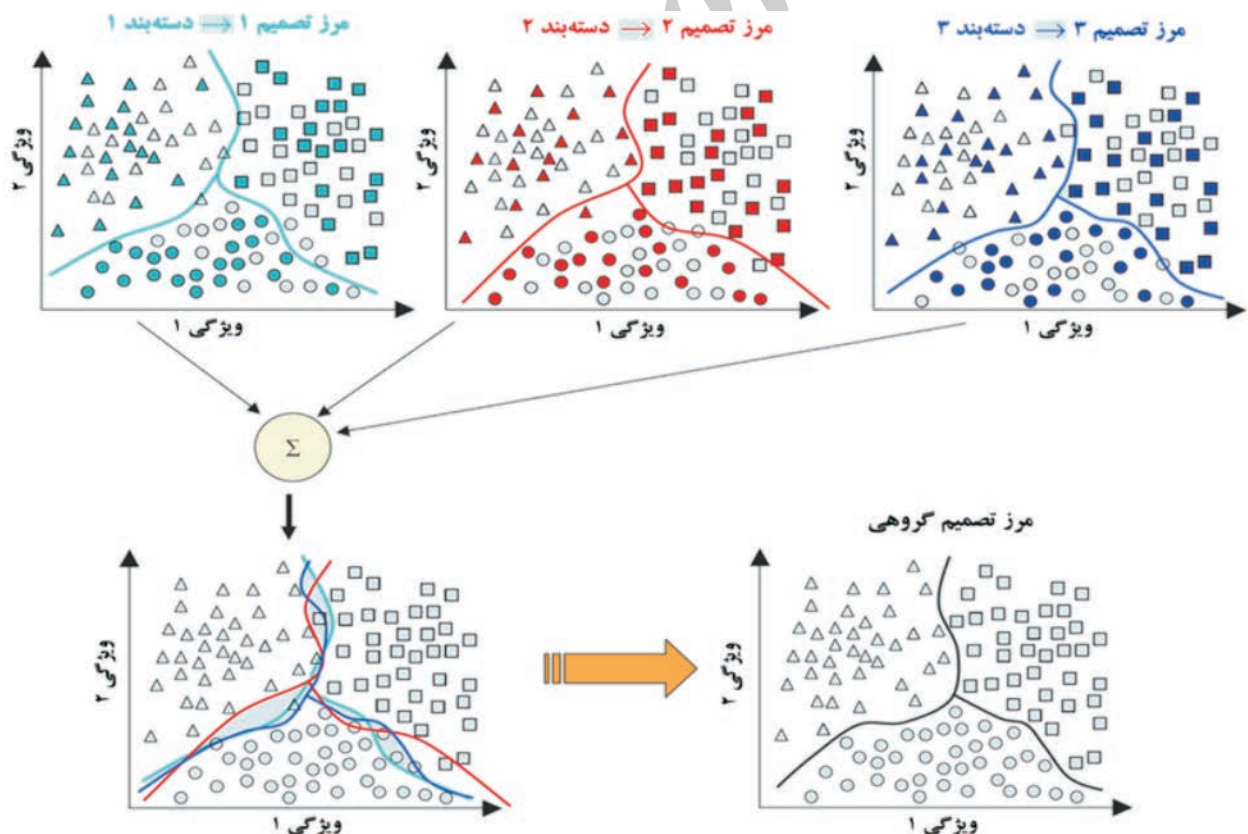 مرز تصمیم ۱ → دسته‌بند ۱
مرز تصمیم ۲ → دسته‌بند ۲
مرز تصمیم ۳ → دسته‌بند ۳
ویژگی ۲
ویژگی ۲
ویژگی ۲
ویژگی ۱
ویژگی ۱
ویژگی ۱
Σ
مرز تصمیم گروهی
ویژگی ۲
ویژگی ۲
ویژگی ۱
ویژگی ۱